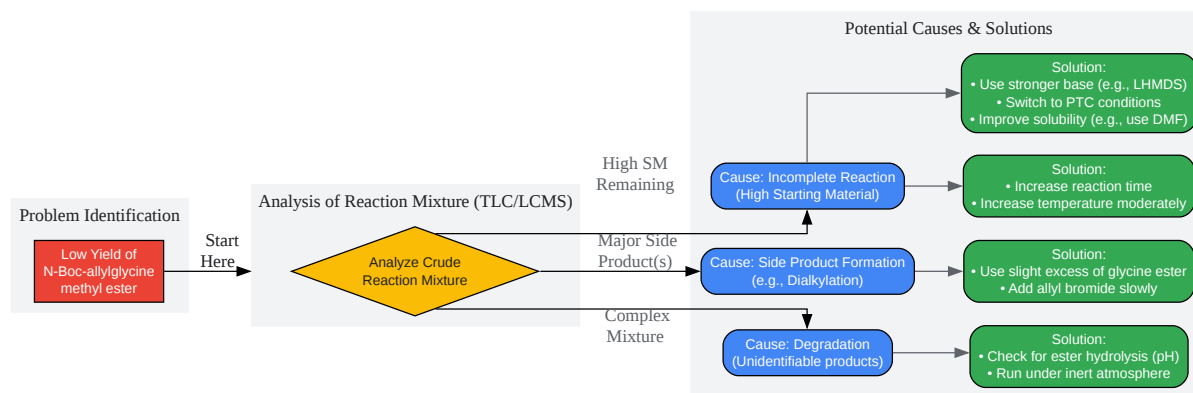 Problem Identification
Low Yield of
N-Boc-allylglycine
methyl ester
Start
Here
Analysis of Reaction Mixture (TLC/LCMS)
Analyze Crude
Reaction Mixture
High SM
Remaining
Major Side
Product(s)
Complex
Mixture
Potential Causes & Solutions
Cause: Incomplete Reaction
(High Starting Material)
Solution:
• Use stronger base (e.g., LHMDS)
• Switch to PTC conditions
• Improve solubility (e.g., use DMF)
Solution:
• Increase reaction time
• Increase temperature moderately
Cause: Side Product Formation
(e.g., Dialkylation)
Solution:
• Use slight excess of glycine ester
• Add allyl bromide slowly
Cause: Degradation
(Unidentifiable products)
Solution:
• Check for ester hydrolysis (pH)
• Run under inert atmosphere